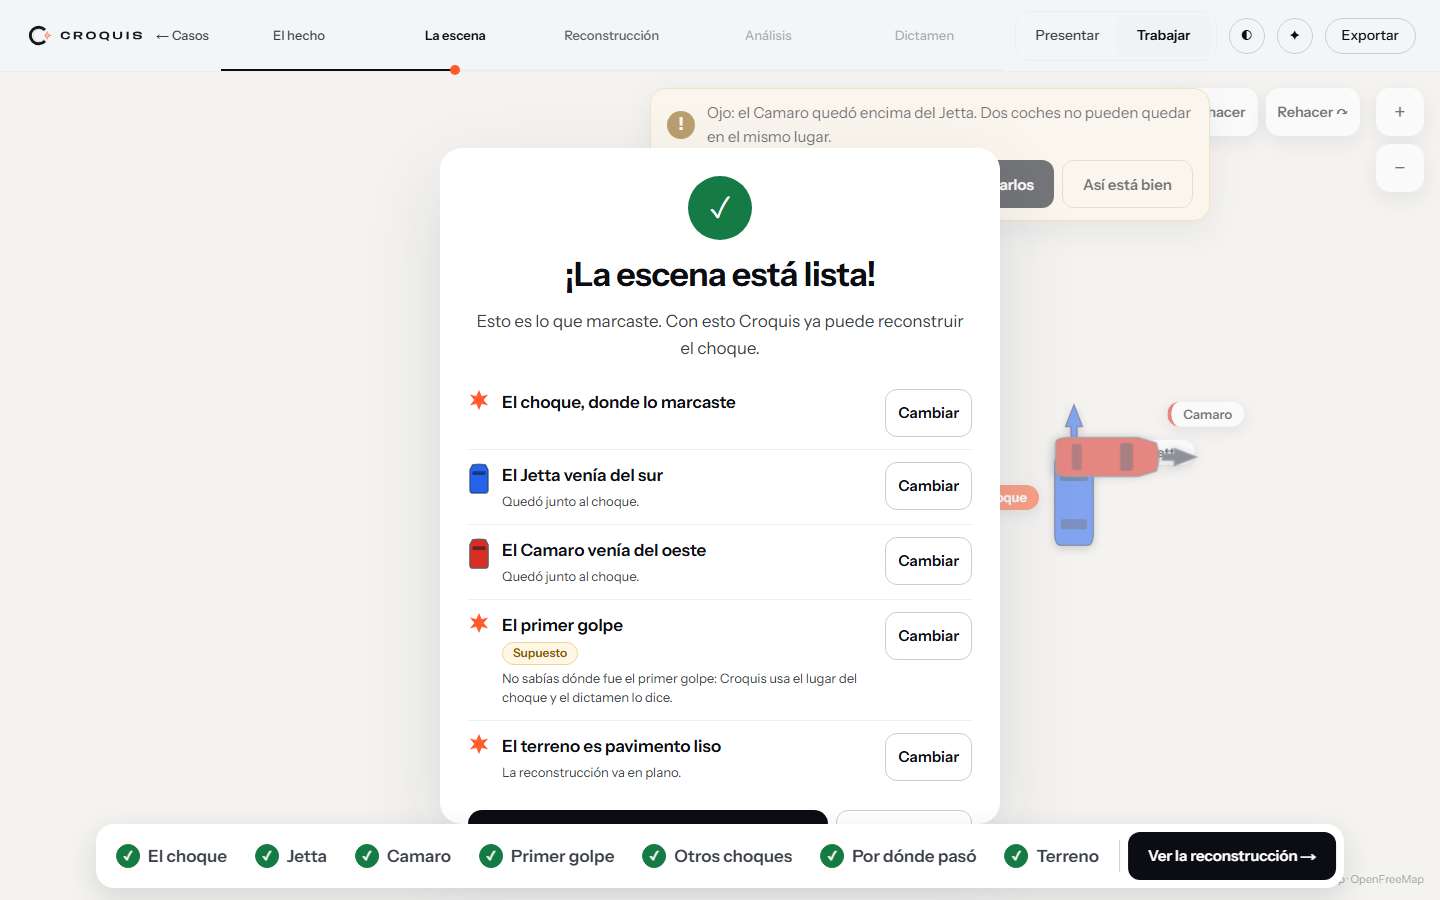 CROQUIS
← Casos
El hecho
La escena
Reconstrucción
Análisis
Dictamen
Presentar
Trabajar
Exportar
Ojo: el Camaro quedó encima del Jetta. Dos coches no pueden quedar
en el mismo lugar.
Así está bien
Rehacer
+
−
¡La escena está lista!
Esto es lo que marcaste. Con esto Croquis ya puede reconstruir
el choque.
El choque, donde lo marcaste
Cambiar
El Jetta venía del sur
Quedó junto al choque.
Cambiar
El Camaro venía del oeste
Quedó junto al choque.
Cambiar
El primer golpe
Supuesto
No sabías dónde fue el primer golpe: Croquis usa el lugar del
choque y el dictamen lo dice.
Cambiar
El terreno es pavimento liso
La reconstrucción va en plano.
Cambiar
Camaro
El choque
Jetta
Camaro
Primer golpe
Otros choques
Por dónde pasó
Terreno
Ver la reconstrucción →
OpenFreeMap